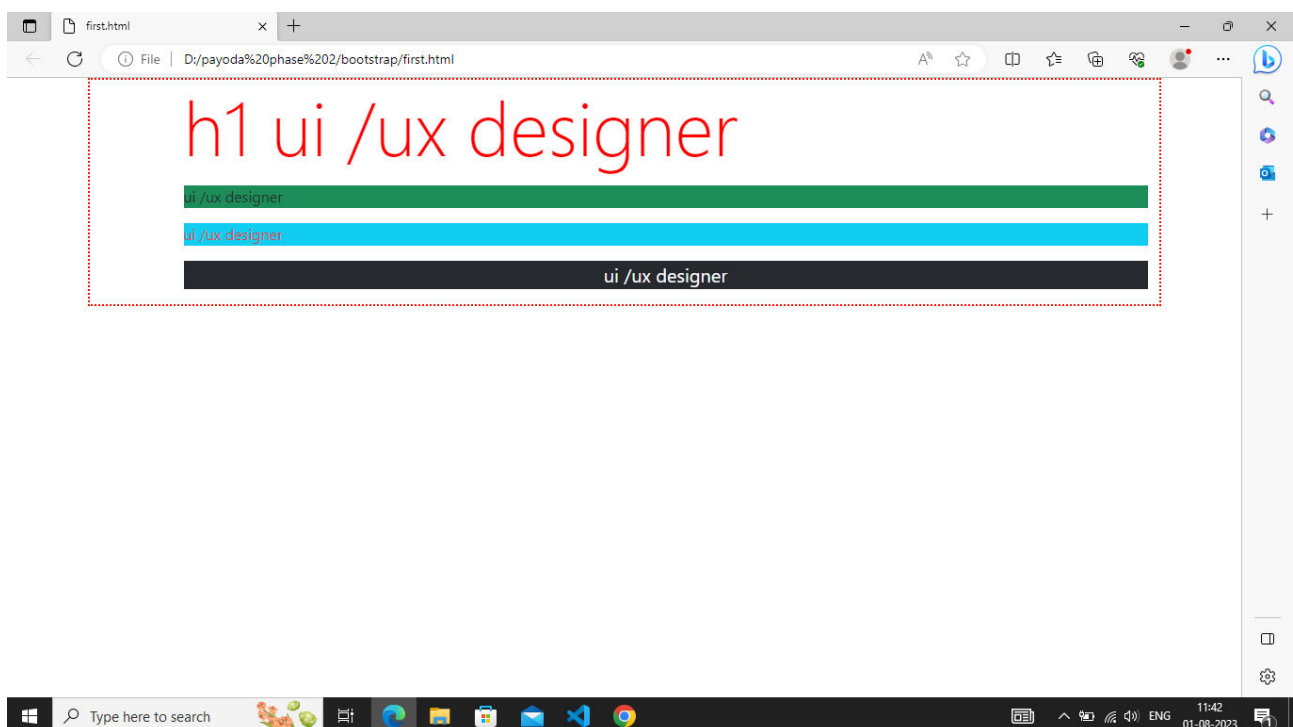 first.html
File D:/payoda%20phase%202/bootstrap/first.html
h1 ui /ux designer
ui /ux designer
ui /ux designer
ui /ux designer
Type here to search
ENG
11:42
01-08-2023